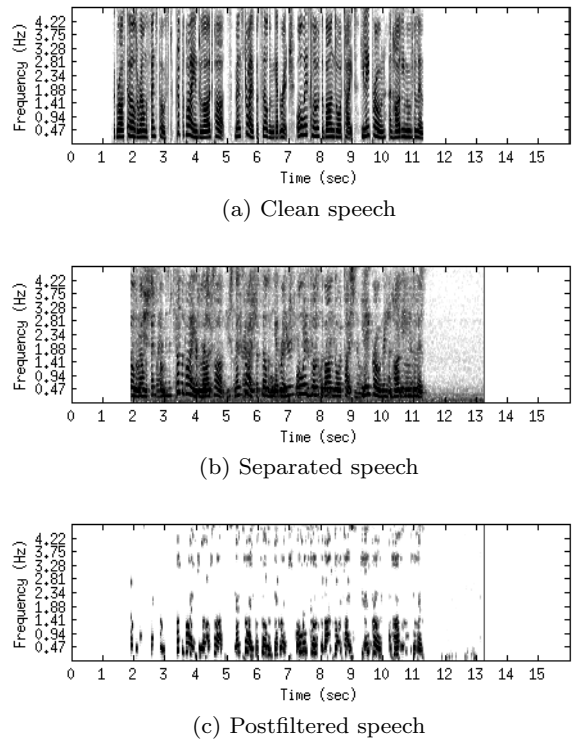 Frequency (Hz)
4.22
3.75
3.28
2.81
2.34
1.88
1.41
0.94
0.47
0 1 2 3 4 5 6 7 8 9 10 11 12 13 14 15
Time (sec)
(a) Clean speech
Frequency (Hz)
4.22
3.75
3.28
2.81
2.34
1.88
1.41
0.94
0.47
0 1 2 3 4 5 6 7 8 9 10 11 12 13 14 15
Time (sec)
(b) Separated speech
Frequency (Hz)
4.22
3.75
3.28
2.81
2.34
1.88
1.41
0.94
0.47
0 1 2 3 4 5 6 7 8 9 10 11 12 13 14 15
Time (sec)
(c) Postfiltered speech